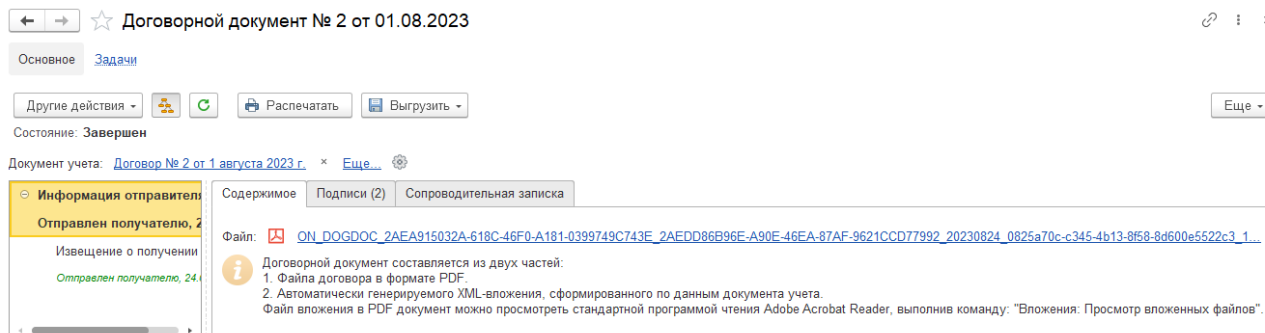 Договорной документ № 2 от 01.08.2023
Основное Задачи
Другие действия Распечатать Выгрузить Еще
Состояние: Завершен
Документ учета: Договор № 2 от 1 августа 2023 г. × Еще...
Информация отправителя Содержимое Подписи (2) Сопроводительная записка
Отправлен получателю, 2
Файл: ON_DOGDOC_2AEA915032A-618C-46F0-A181-0399749C743E_2AEDD86B96E-A90E-46EA-87AF-9621CCD77992_20230824_0825a70c-c345-4b13-8f58-8d600e5522c3_1...
Извещение о получении
Отправлен получателю, 24.0
Договорной документ составляется из двух частей:
1. Файла договора в формате PDF.
2. Автоматически генерируемого XML-вложения, сформированного по данным документа учета.
Файл вложения в PDF документ можно просмотреть стандартной программой чтения Adobe Acrobat Reader, выполнив команду: "Вложения: Просмотр вложенных файлов".